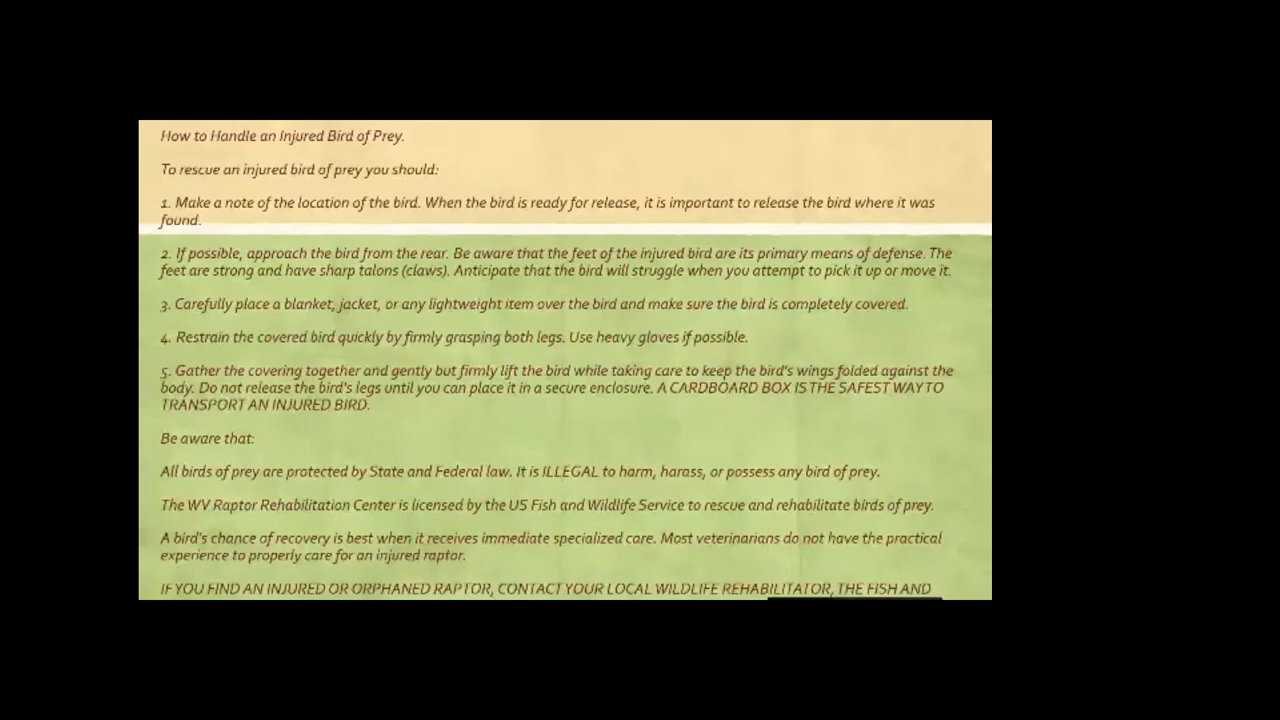 How to Handle an Injured Bird of Prey.
To rescue an injured bird of prey you should:
1. Make a note of the location of the bird. When the bird is ready for release, it is important to release the bird where it was
found.
2. If possible, approach the bird from the rear. Be aware that the feet of the injured bird are its primary means of defense. The
feet are strong and have sharp talons (claws). Anticipate that the bird will struggle when you attempt to pick it up or move it.
3. Carefully place a blanket, jacket, or any lightweight item over the bird and make sure the bird is completely covered.
4. Restrain the covered bird quickly by firmly grasping both legs. Use heavy gloves if possible.
5. Gather the covering together and gently but firmly lift the bird while taking care to keep the bird's wings folded against the
body. Do not release the bird's legs until you can place it in a secure enclosure. A CARDBOARD BOX IS THE SAFEST WAY TO
TRANSPORT AN INJURED BIRD.
Be aware that:
All birds of prey are protected by State and Federal law. It is ILLEGAL to harm, harass, or possess any bird of prey.
The WV Raptor Rehabilitation Center is licensed by the US Fish and Wildlife Service to rescue and rehabilitate birds of prey.
A bird's chance of recovery is best when it receives immediate specialized care. Most veterinarians do not have the practical
experience to properly care for an injured raptor.
IF YOU FIND AN INJURED OR ORPHANED RAPTOR, CONTACT YOUR LOCAL WILDLIFE REHABILITATOR, THE FISH AND